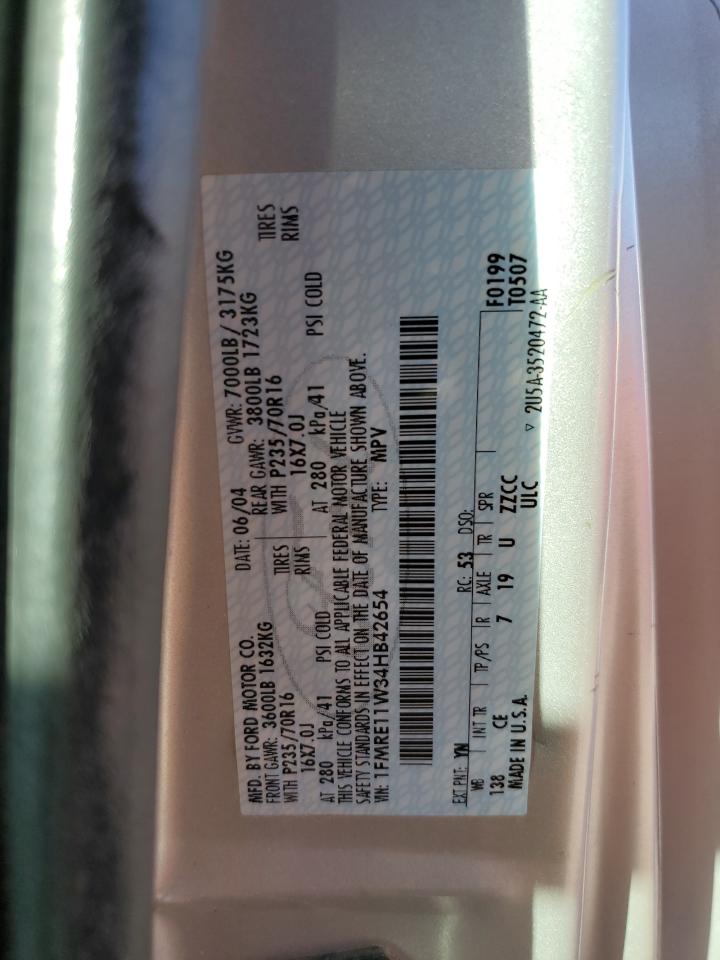 MFD. BY FORD MOTOR CO.
DATE: 06/04 GVWR: 7000LB/ 3175KG
FRONT GAWR: 3600LB 1632KG REAR GAWR: 3800LB 1723KG
WITH P235/70R16 TIRES WITH P235/70R16 TIRES
16X7.0J RIMS 16X7.0J RIMS
AT 280 kPa/41 PSI COLD AT 280 kPa/41 PSI COLD
THIS VEHICLE CONFORMS TO ALL APPLICABLE FEDERAL MOTOR VEHICLE
SAFETY STANDARDS IN EFFECT ON THE DATE OF MANUFACTURE SHOWN ABOVE.
VIN: 1FMRE11W34HB42654 TYPE: MPV
EXT PNT: YN RC: 53 DSO:
WB INT TR TP/PS R AXLE TR SPR F0199
138 CE 7 19 U ZZCC T0507
MADE IN U.S.A. ULC
▽ 2U5A-3520472-AA